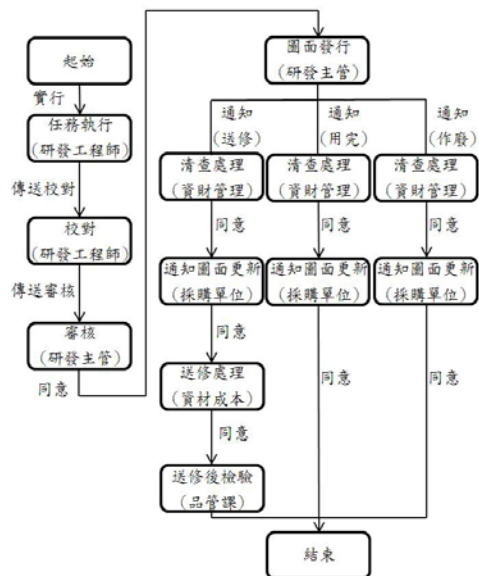 起始
實行
任務執行
(研發工程師)
傳送校對
校對
(研發工程師)
傳送審核
審核
(研發主管)
同意
圖面發行
(研發主管)
通知
(送修)
通知
(用完)
通知
(作廢)
清查處理
(資財管理)
清查處理
(資財管理)
清查處理
(資財管理)
同意
同意
同意
通知圖面更新
(採購單位)
通知圖面更新
(採購單位)
通知圖面更新
(採購單位)
同意
送修處理
(資材成本)
同意
同意
同意
送修後檢驗
(品管課)
結束